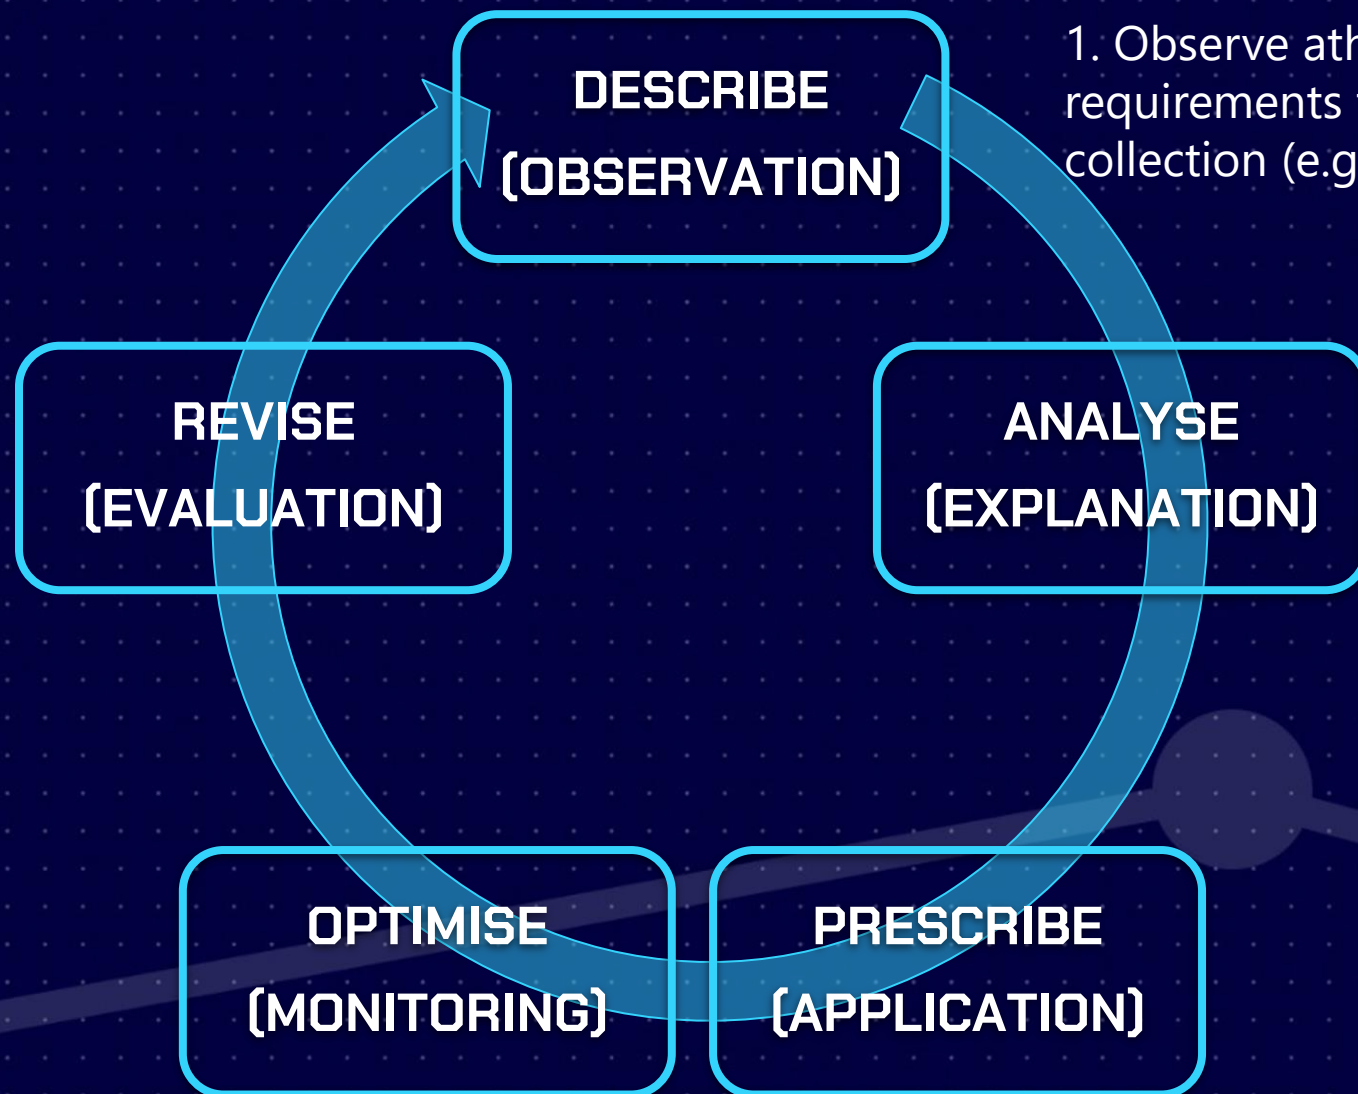 DESCRIBE
(OBSERVATION)
1. Observe
requirements
collection (e.g
REVISE
(EVALUATION)
ANALYSE
(EXPLANATION)
OPTIMISE
(MONITORING)
PRESCRIBE
(APPLICATION)